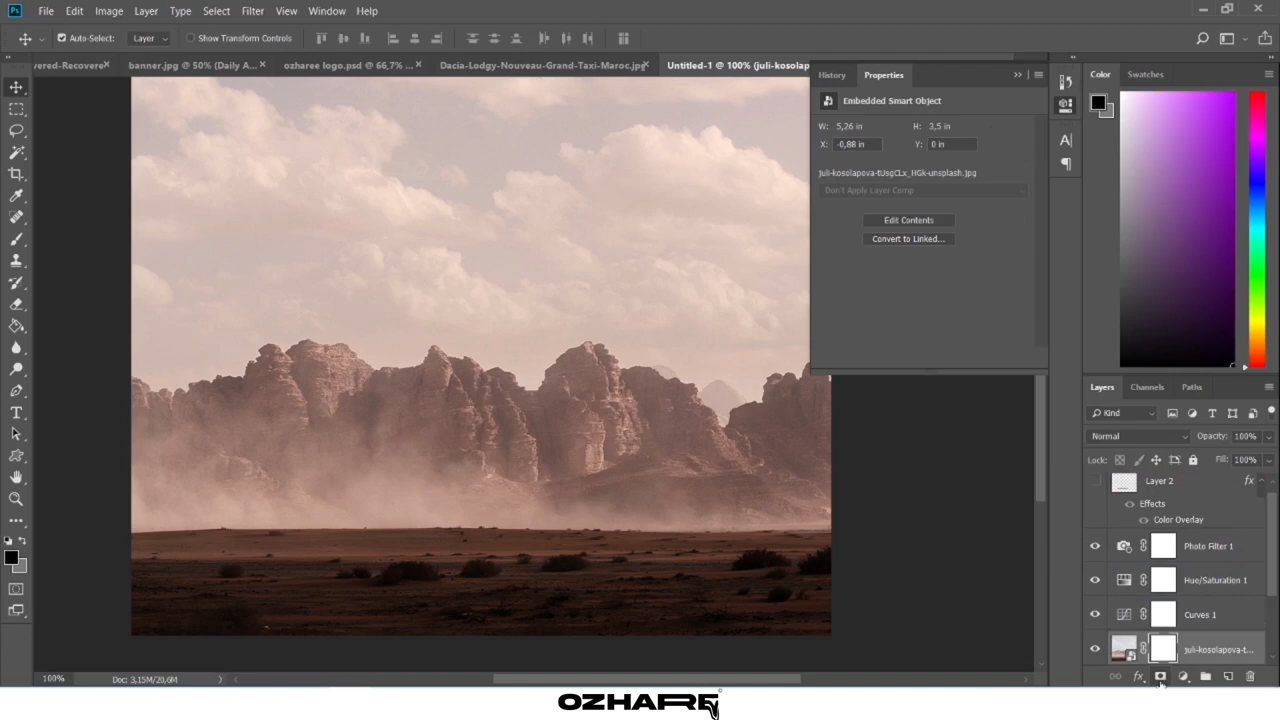 Ps File Edit Image Layer Type Select Filter View Window Help
Auto-Select: Layer Show Transform Controls
ered-Recovere banner.jpg @ 50% (Daily A... ozharee logo.psd @ 66,7% ... Dacia-Lodgy-Nouveau-Grand-Taxi-Maroc.jpg Untitled-1 @ 100% (juli-kosolap
History Properties
Embedded Smart Object
W: 5,26 in H: 3,5 in
X: -0,88 in Y: 0 in
juli-kosolapova-tUsgCLx_HGk-unsplash.jpg
Don't Apply Layer Comp
Edit Contents
Convert to Linked...
Color Swatches
Layers Channels Paths
Kind
Normal Opacity: 100%
Lock: Fill: 100%
Layer 2 fx
Effects
Color Overlay
Photo Filter 1
Hue/Saturation 1
Curves 1
juli-kosolapova-t...
fx
100% Doc: 3,15M/20,6M
OZHAREE